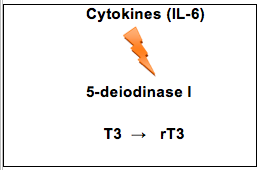 Cytokines (IL-6)
5-deiodinase I
T3 → rT3